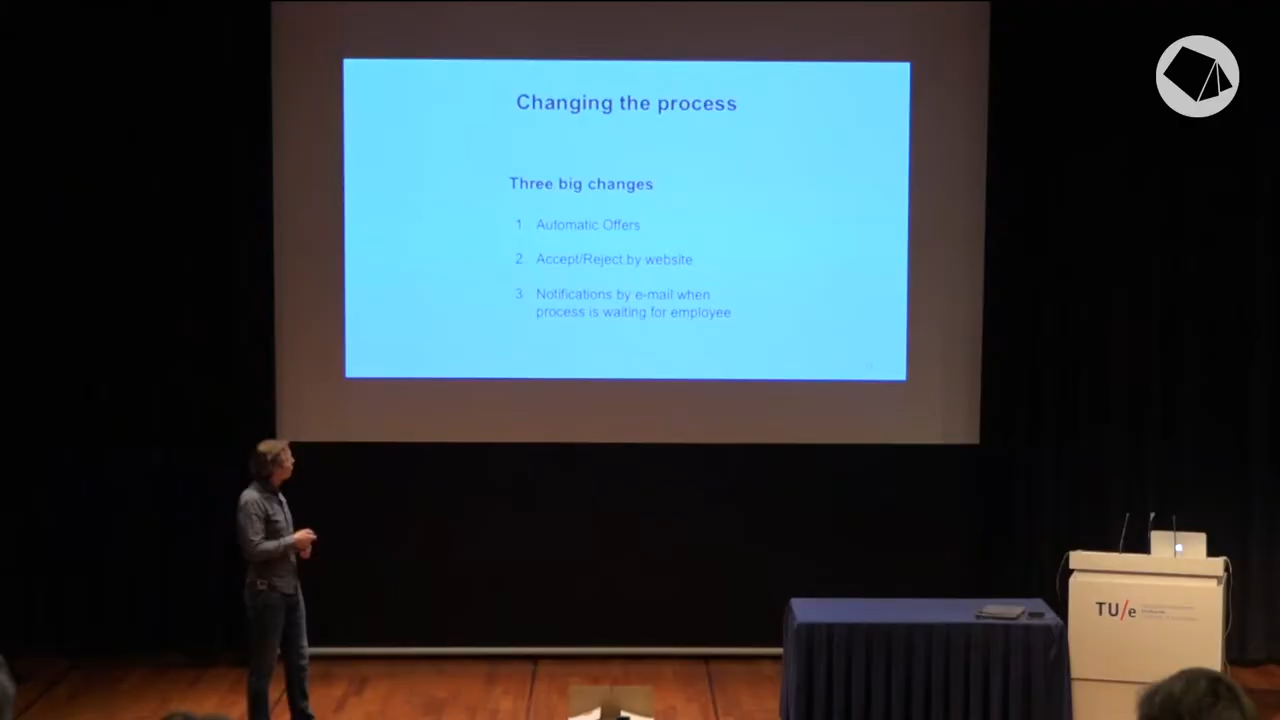 Changing the process
Three big changes
1. Automatic Offers
2. Accept/Reject by website
3. Notifications by e-mail when
process is waiting for employee
TU/e